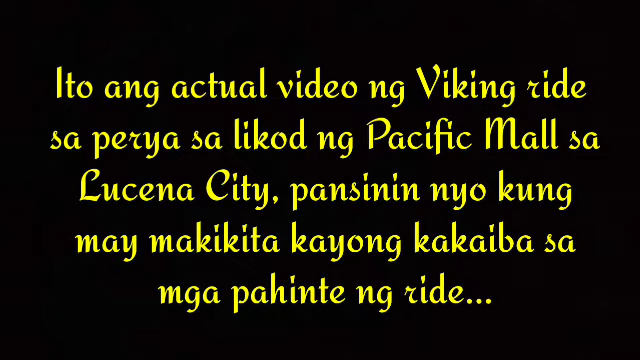 Ito ang actual video ng Viking ride
sa perya sa likod ng Pacific Mall sa
Lucena City, pansinin nyo kung
may makikita kayong kakaiba sa
mga pahinte ng ride...